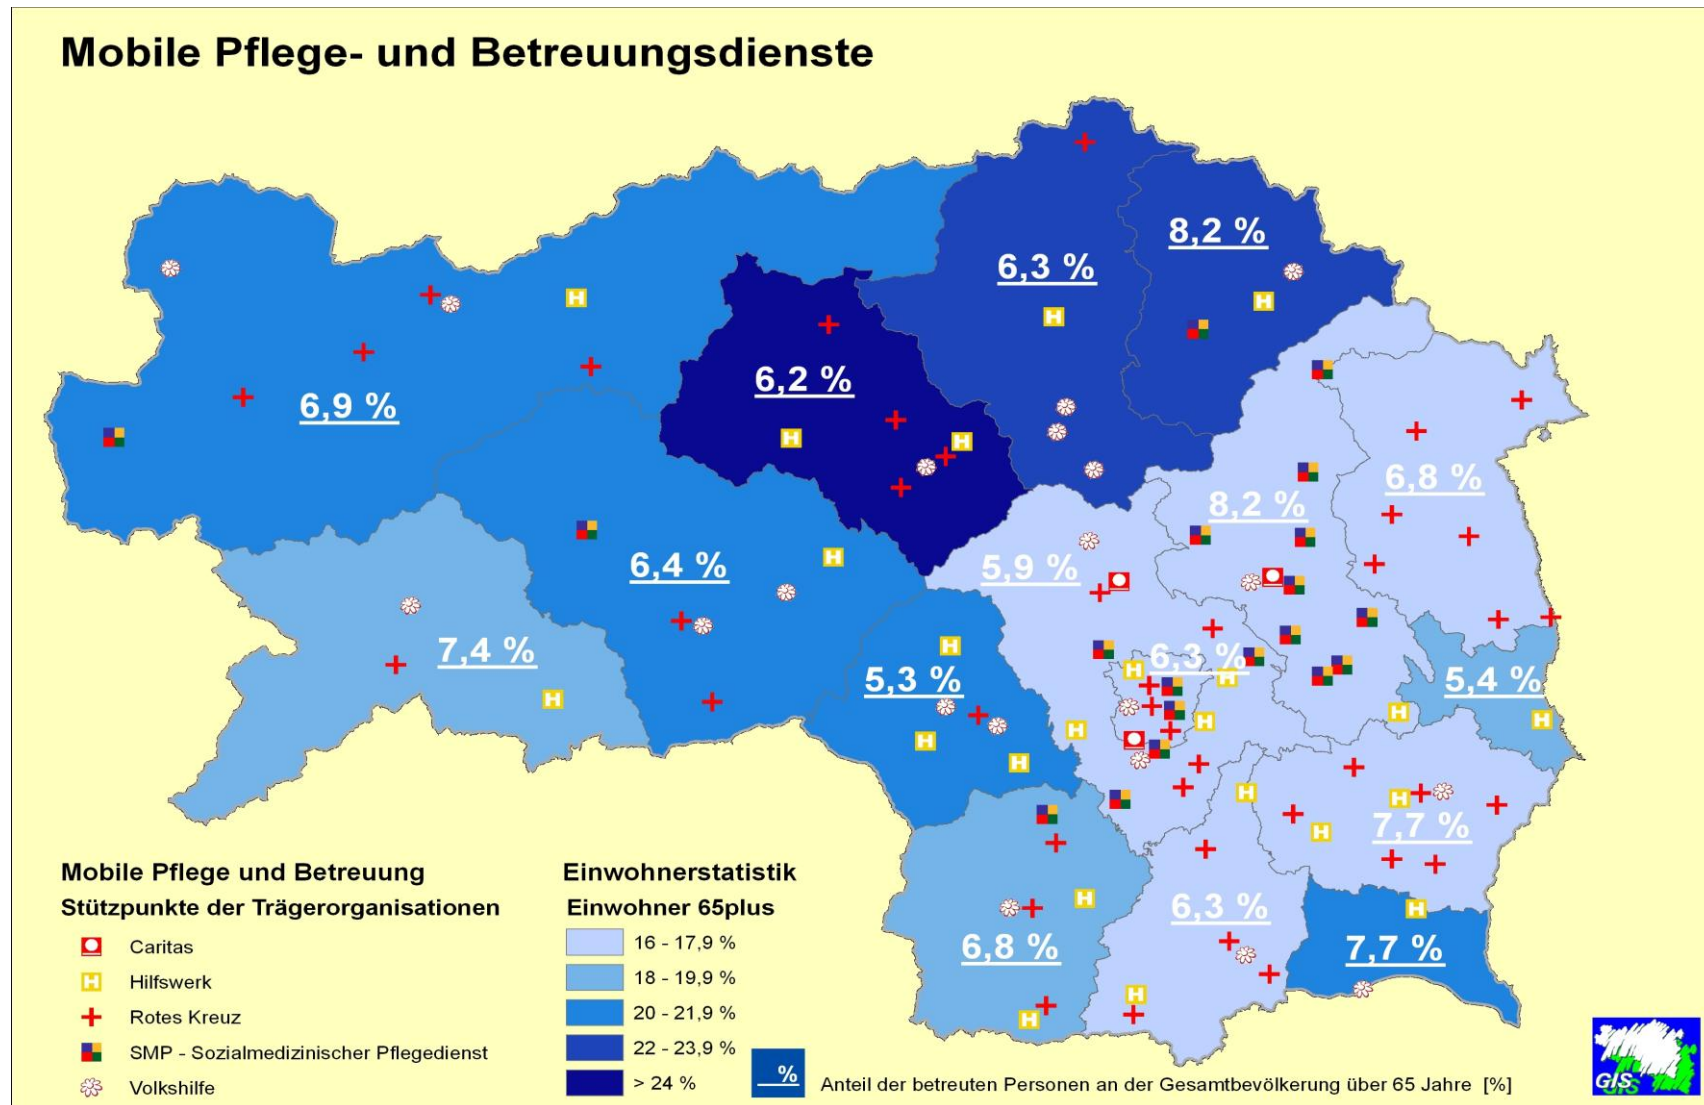 Mobile Pflege- und Betreuungsdienste
8,2 %
6,3 %
6,2 %
6,9 %
6,8 %
8,2 %
5,9 %
6,4 %
7,4 %
6,3 %
5,3 %
5,4 %
7,7 %
6,3 %
6,8 %
7,7 %
Mobile Pflege und Betreuung
Stützpunkte der Trägerorganisationen
Caritas
H Hilfswerk
Rotes Kreuz
SMP - Sozialmedizinischer Pflegedienst
Volkshilfe
Einwohnerstatistik
Einwohner 65plus
16 - 17,9 %
18 - 19,9 %
20 - 21,9 %
22 - 23,9 %
> 24 %
__% Anteil der betreuten Personen an der Gesamtbevölkerung über 65 Jahre [%]
GIS